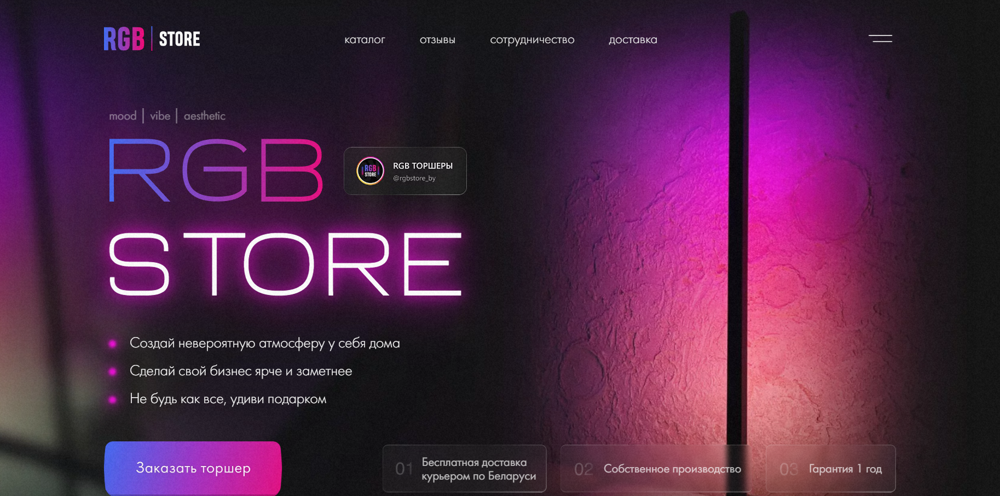 RGB | STORE
каталог отзывы сотрудничество доставка
mood | vibe | aesthetic
RGB
RGB STORE
RGB ТОРШЕРЫ
@rgbstore_by
STORE
Создай невероятную атмосферу у себя дома
Сделай свой бизнес ярче и заметнее
Не будь как все, удиви подарком
Заказать торшер
01 Бесплатная доставка
курьером по Беларуси
02 Собственное производство
03 Гарантия 1 год